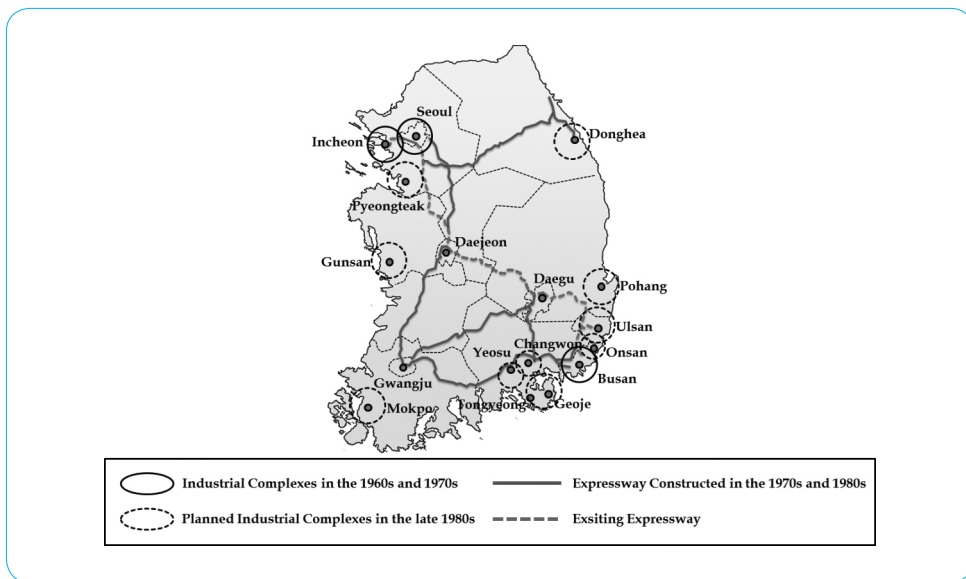 Seoul
Incheon
Donghea
Pyeongteak
Daejeon
Gunsan
Daegu
Pohang
Ulsan
Changwon
Yeosu
Onsan
Gwangju
Busan
Tongyeong
Geoje
Mokpo
Industrial Complexes in the 1960s and 1970s
Expressway Constructed in the 1970s and 1980s
Planned Industrial Complexes in the late 1980s
Exsiting Expressway